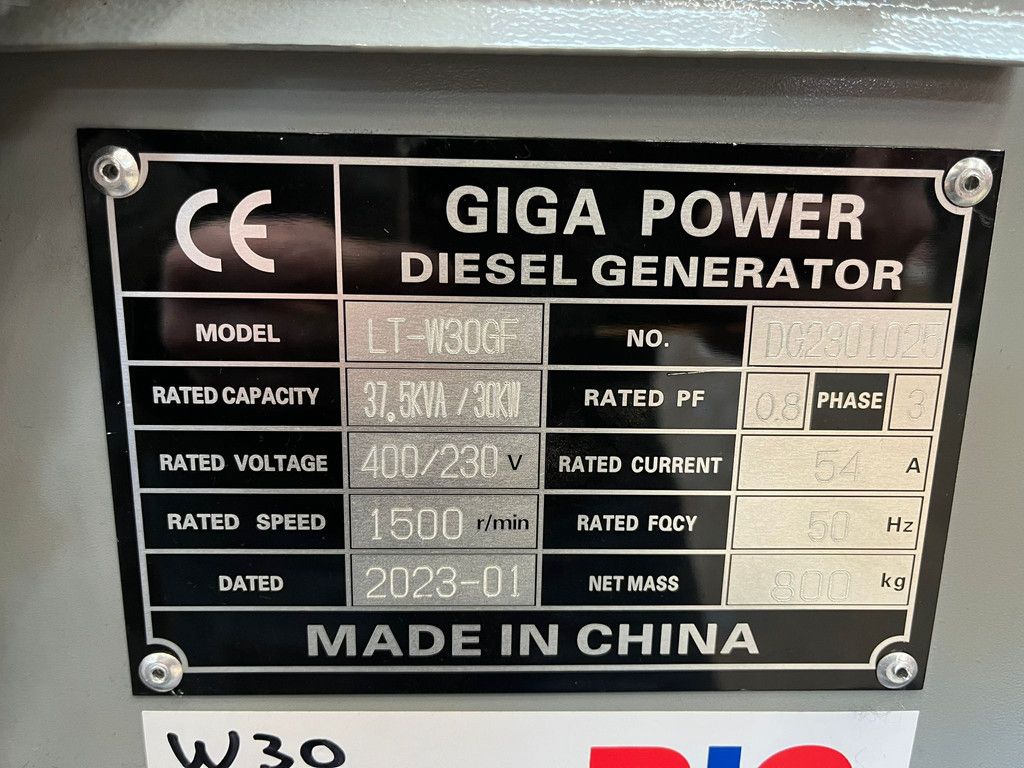 CE
GIGA POWER
DIESEL GENERATOR
MODEL LT-W30GF NO. DG2301025
RATED CAPACITY 37.5KVA/30KW RATED PF 0.8 PHASE 3
RATED VOLTAGE 400/230 V RATED CURRENT 54 A
RATED SPEED 1500 r/min RATED FQCY 50 Hz
DATED 2023-01 NET MASS 800 kg
MADE IN CHINA
W30